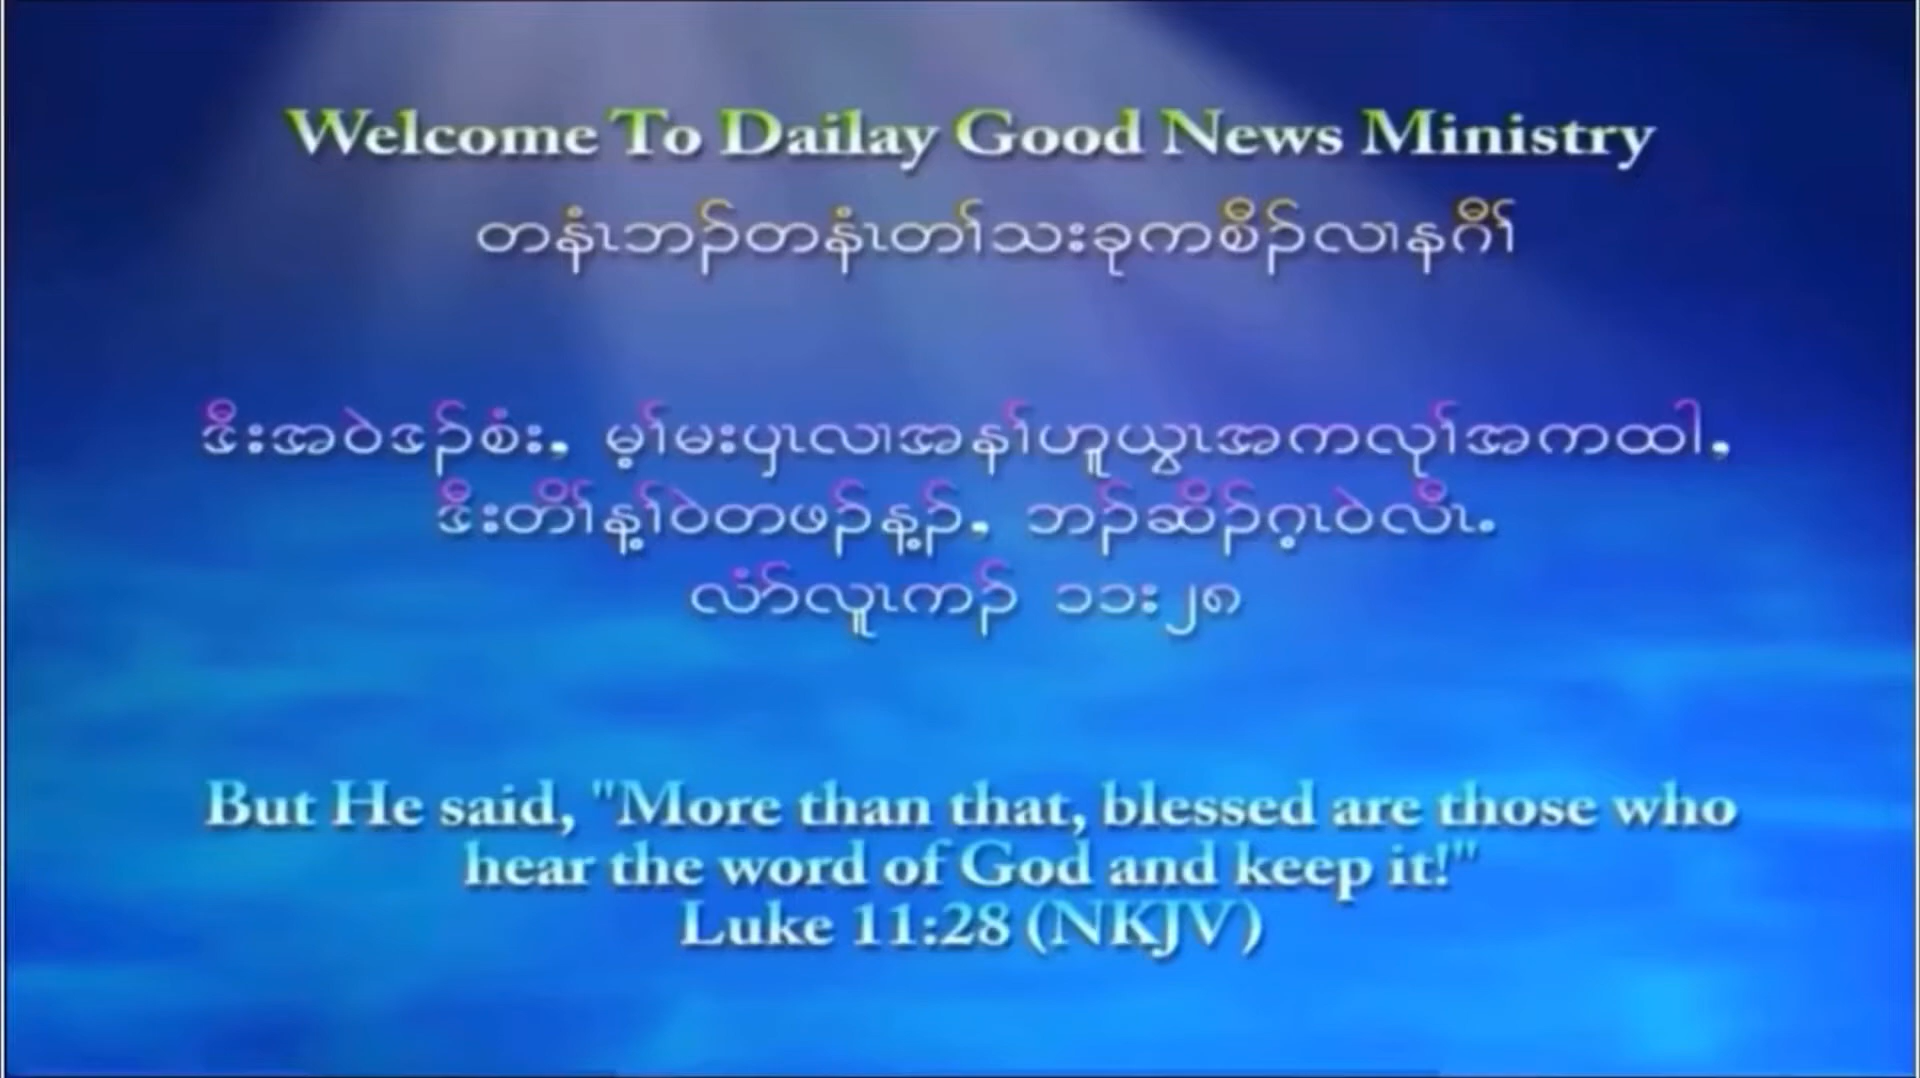 Welcome To Dailay Good News Ministry
တနံၤဘၣ်တနံၤတၢ်သးခုကစီၣ်လၢနဂီၢ်
ဒီးအဝဲဒၣ်စံး, မ့ၢ်မးပှၤလၢအနၢ်ဟူယွၤအကလုၢ်အကထါ,
ဒီးတိၢ်န့ၢ်ဝဲတဖၣ်န့ၣ်, ဘၣ်ဆိၣ်ဂ့ၤဝဲလီၤ.
လံာ်လူၤကၣ် ၁၁:၂၈
But He said, "More than that, blessed are those who
hear the word of God and keep it!"
Luke 11:28 (NKJV)